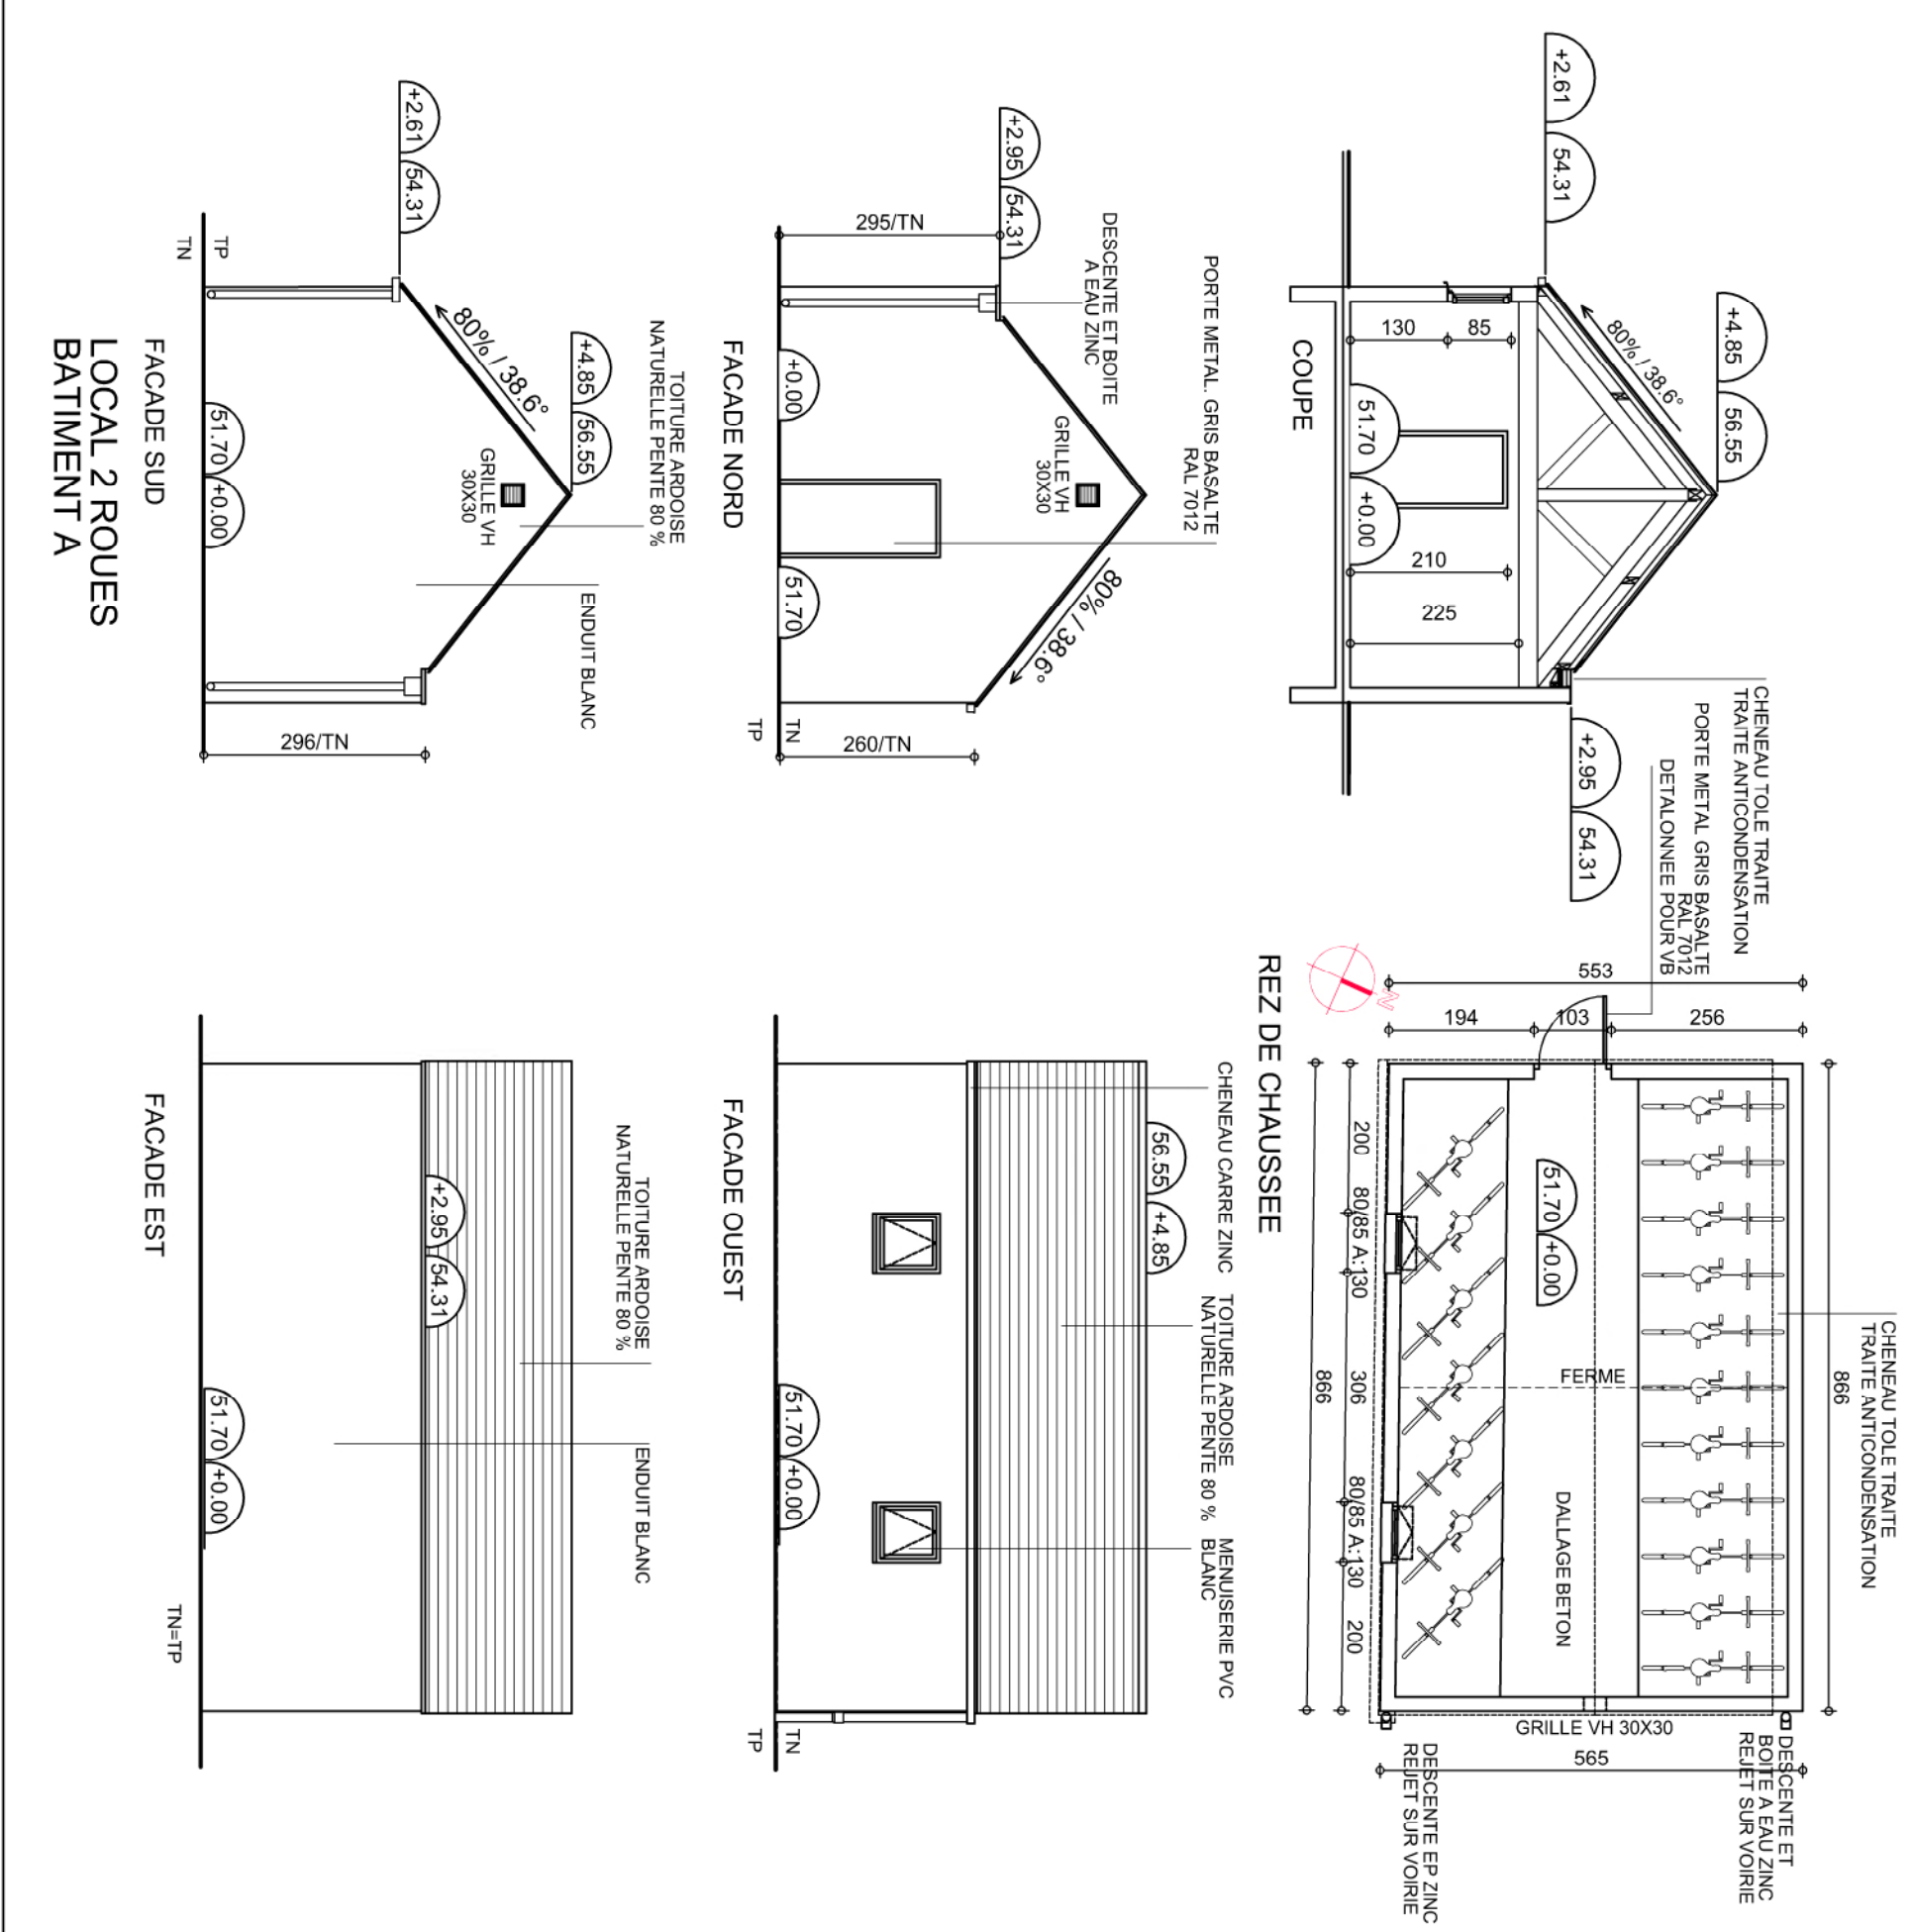 +2.61
54.31
+4.85
56.55
80% / 38.6°
130
85
51.70
+0.00
210
225
COUPE
CHENEAU TOLE TRAITE
TRAITE ANTICONDENSATION
+2.95
54.31
PORTE METAL GRIS BASALTE
RAL 7012
DETALONNEE POUR VB
553
194
103
256
866
CHENEAU TOLE TRAITE
TRAITE ANTICONDENSATION
51.70
+0.00
FERME
DALLAGE BETON
200
80/85 A:130
306
80/85 A:130
200
866
GRILLE VH 30X30
565
DESCENTE ET
BOITE A EAU ZINC
REJET SUR VOIRIE
DESCENTE EP ZINC
REJET SUR VOIRIE
N
REZ DE CHAUSSEE
+2.95
54.31
295/TN
DESCENTE ET BOITE
A EAU ZINC
PORTE METAL. GRIS BASALTE
RAL 7012
GRILLE VH
30X30
80% / 38.6°
+0.00
51.70
TN
TP
260/TN
FACADE NORD
CHENEAU CARRE ZINC
56.55
+4.85
TOITURE ARDOISE
NATURELLE PENTE 80 %
MENUISERIE PVC
BLANC
51.70
+0.00
TN
TP
FACADE OUEST
+2.61
54.31
TP
TN
+4.85
56.55
80% / 38.6°
GRILLE VH
30X30
TOITURE ARDOISE
NATURELLE PENTE 80 %
ENDUIT BLANC
51.70
+0.00
296/TN
FACADE SUD
TOITURE ARDOISE
NATURELLE PENTE 80 %
+2.95
54.31
ENDUIT BLANC
51.70
+0.00
TN=TP
FACADE EST
LOCAL 2 ROUES
BATIMENT A